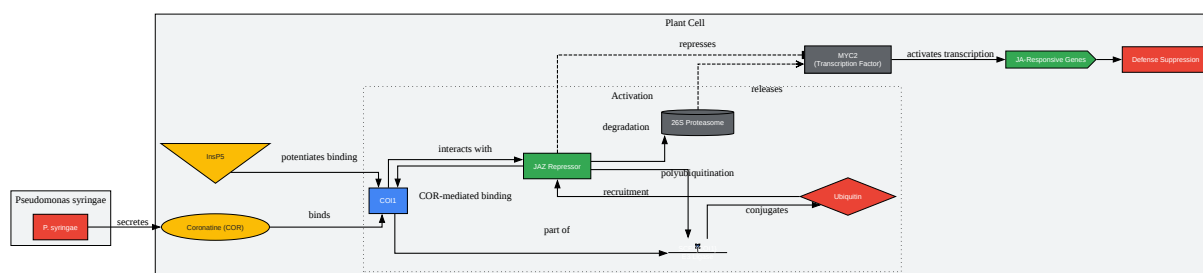 Plant Cell
represses
MYC2
(Transcription Factor)
activates transcription
JA-Responsive Genes
Defense Suppression
releases
Activation
26S Proteasome
degradation
InsP5
potentiates binding
interacts with
JAZ Repressor
polyubiquitination
Pseudomonas syringae
P. syringae
secretes
Coronatine (COR)
binds
COI1
COR-mediated binding
recruitment
Ubiquitin
conjugates
part of